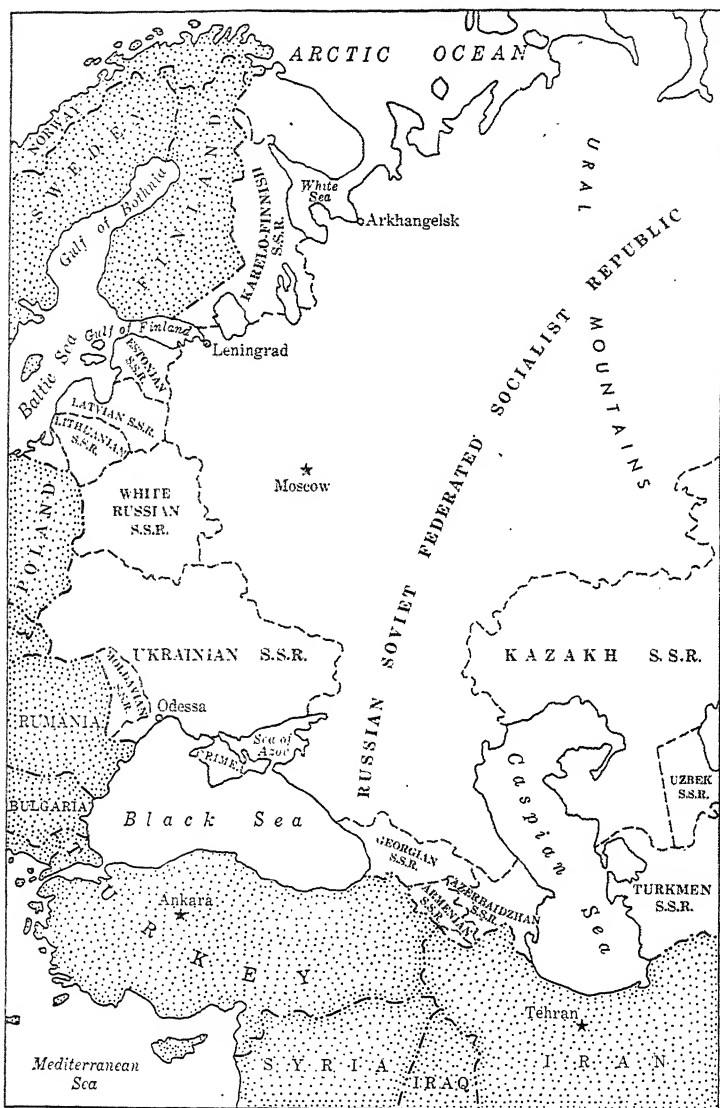 ARCTIC OCEAN
NORWAY
SWEDEN
FINLAND
Gulf of Bothnia
KARELO-FINNISH
S.S.R.
White
Sea
Arkhangelsk
URAL
MOUNTAINS
RUSSIAN SOVIET FEDERATED SOCIALIST REPUBLIC
Baltic Sea
Gulf of Finland
Leningrad
ESTONIAN
S.S.R.
LATVIAN S.S.R.
LITHUANIAN
S.S.R.
Moscow
WHITE
RUSSIAN
S.S.R.
POLAND
UKRAINIAN S.S.R.
KAZAKH S.S.R.
MOLDAVIAN
S.S.R.
Odessa
RUMANIA
Sea of
Azov
CRIMEA
UZBEK
S.S.R.
BULGARIA
Black Sea
Caspian Sea
GEORGIAN
S.S.R.
AZERBAIDZHAN
S.S.R.
ARMENIAN
S.S.R.
TURKMEN
S.S.R.
TURKEY
Ankara
Tehran
Mediterranean
Sea
SYRIA
IRAQ
IRAN